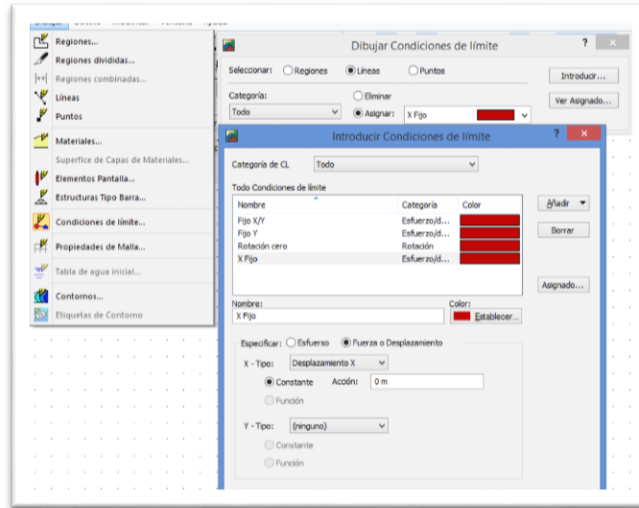 Regiones...
Regiones divididas...
Regiones combinadas...
Líneas
Puntos
Materiales...
Superfice de Capas de Materiales...
Elementos Pantalla...
Estructuras Tipo Barra...
Condiciones de límite...
Propiedades de Malla...
Tabla de agua inicial...
Contornos...
Etiquetas de Contorno
Dibujar Condiciones de límite
Seleccionar: Regiones Líneas Puntos
Introducir...
Categoría: Eliminar
Ver Asignado...
Todo Asignar: X Fijo
Introducir Condiciones de límite
Categoría de CL Todo
Todo Condiciones de límite
Nombre Categoría Color
Añadir
Fijo X/Y Esfuerzo/d...
Fijo Y Esfuerzo/d...
Borrar
Rotación cero Rotación
X Fijo Esfuerzo/d...
Asignado...
Nombre: Color:
X Fijo Establecer...
Especificar: Esfuerso Fuerza o Desplazamiento
X - Tipo: Desplazamiento X
Constante Acción: 0 m
Función
Y - Tipo: (ninguno)
Constante
Función